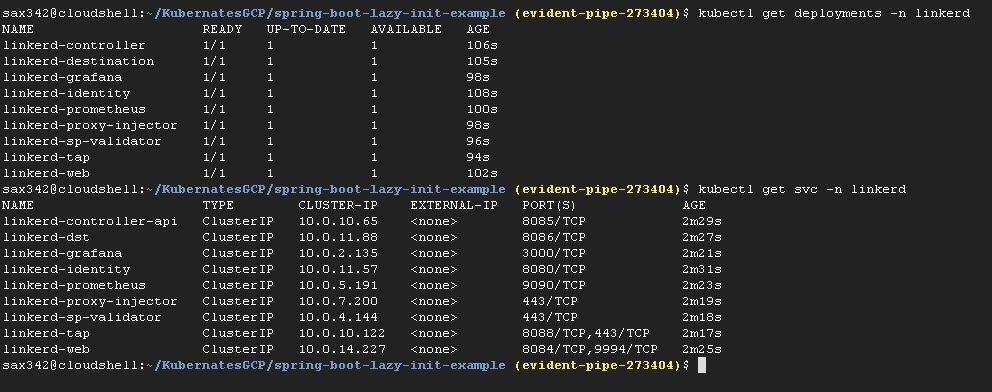 sax342@cloudshell:~/KubernatesGCP/spring-boot-lazy-init-example (evident-pipe-273404)$ kubectl get deployments -n linkerd
NAME READY UP-TO-DATE AVAILABLE AGE
linkerd-controller 1/1 1 1 106s
linkerd-destination 1/1 1 1 105s
linkerd-grafana 1/1 1 1 98s
linkerd-identity 1/1 1 1 108s
linkerd-prometheus 1/1 1 1 100s
linkerd-proxy-injector 1/1 1 1 98s
linkerd-sp-validator 1/1 1 1 96s
linkerd-tap 1/1 1 1 94s
linkerd-web 1/1 1 1 102s
sax342@cloudshell:~/KubernatesGCP/spring-boot-lazy-init-example (evident-pipe-273404)$ kubectl get svc -n linkerd
NAME TYPE CLUSTER-IP EXTERNAL-IP PORT(S) AGE
linkerd-controller-api ClusterIP 10.0.10.65 <none> 8085/TCP 2m29s
linkerd-dst ClusterIP 10.0.11.88 <none> 8086/TCP 2m27s
linkerd-grafana ClusterIP 10.0.2.135 <none> 3000/TCP 2m21s
linkerd-identity ClusterIP 10.0.11.57 <none> 8080/TCP 2m31s
linkerd-prometheus ClusterIP 10.0.5.191 <none> 9090/TCP 2m23s
linkerd-proxy-injector ClusterIP 10.0.7.200 <none> 443/TCP 2m19s
linkerd-sp-validator ClusterIP 10.0.4.144 <none> 443/TCP 2m18s
linkerd-tap ClusterIP 10.0.10.122 <none> 8088/TCP,443/TCP 2m17s
linkerd-web ClusterIP 10.0.14.227 <none> 8084/TCP,9994/TCP 2m25s
sax342@cloudshell:~/KubernatesGCP/spring-boot-lazy-init-example (evident-pipe-273404)$